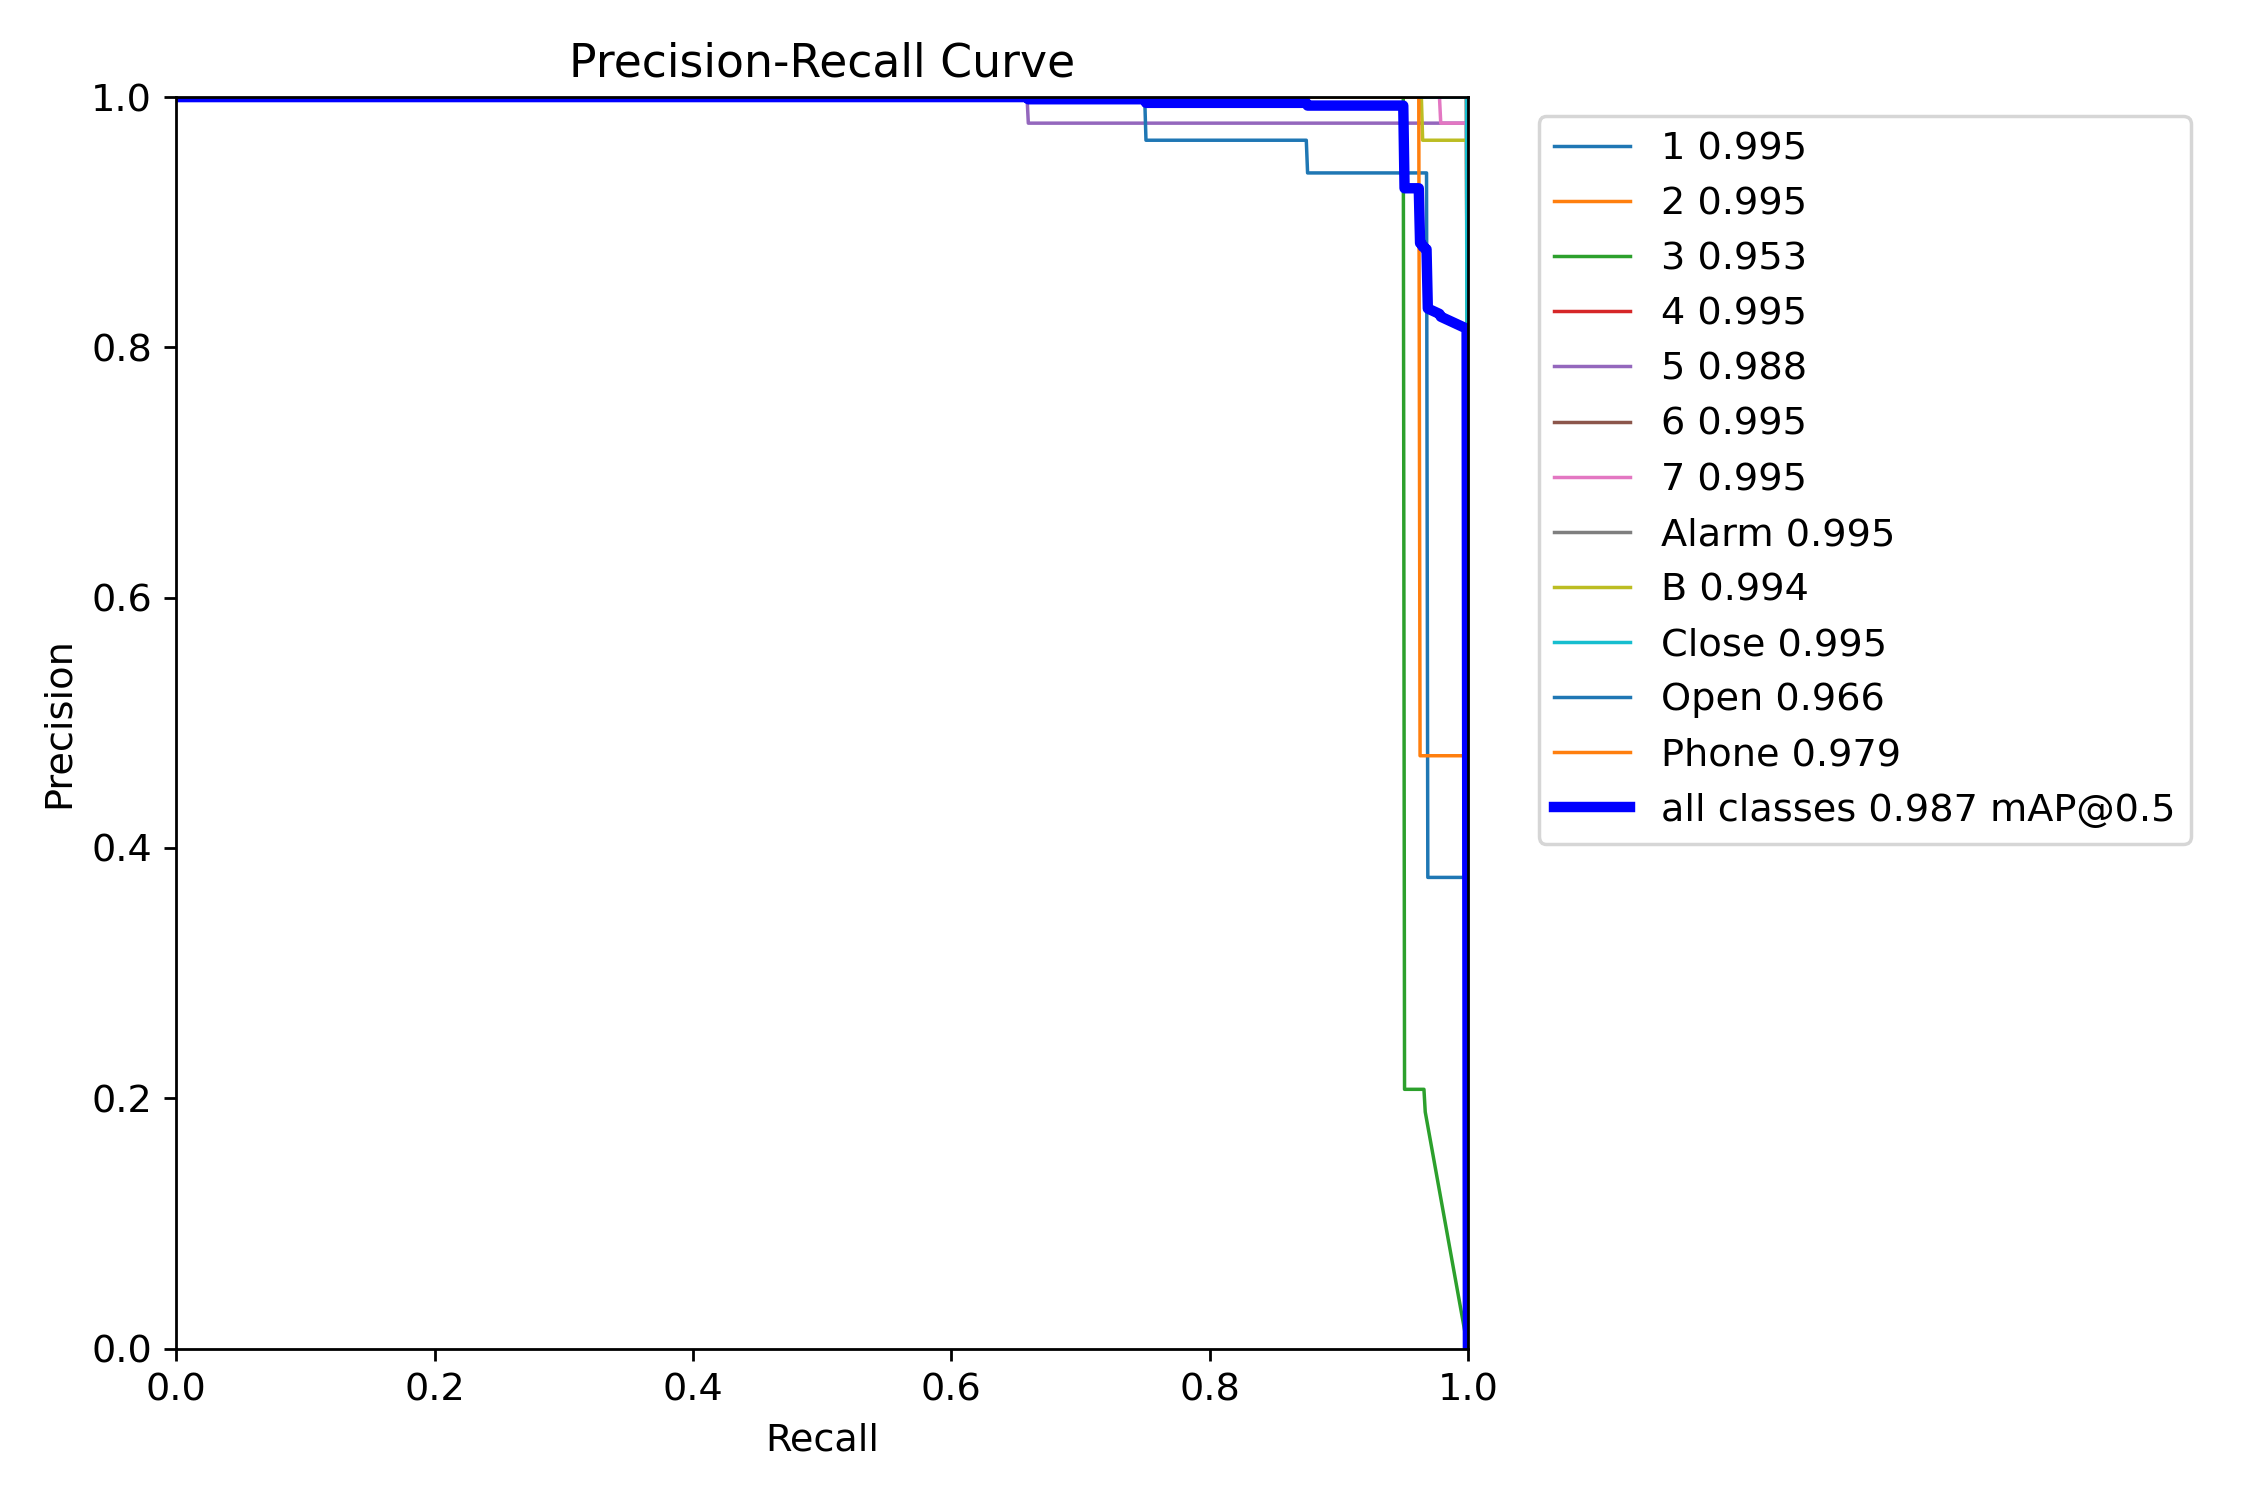 Precision-Recall Curve
1.0
0.8
0.6
0.4
0.2
0.0
Precision
0.0 0.2 0.4 0.6 0.8 1.0
Recall
1 0.995
2 0.995
3 0.953
4 0.995
5 0.988
6 0.995
7 0.995
Alarm 0.995
B 0.994
Close 0.995
Open 0.966
Phone 0.979
all classes 0.987 mAP@0.5